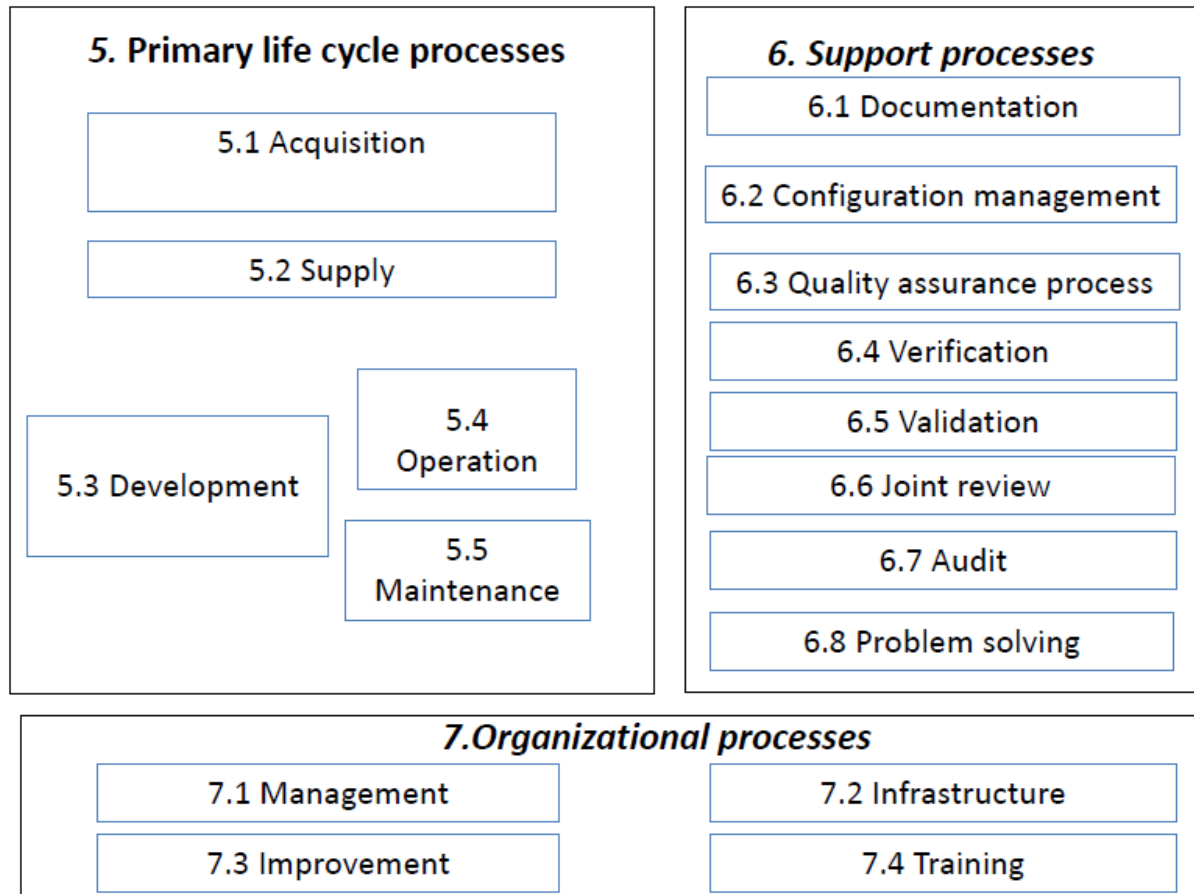 5. Primary life cycle processes
5.1 Acquisition
5.2 Supply
5.3 Development
5.4
Operation
5.5
Maintenance
6. Support processes
6.1 Documentation
6.2 Configuration management
6.3 Quality assurance process
6.4 Verification
6.5 Validation
6.6 Joint review
6.7 Audit
6.8 Problem solving
7.Organizational processes
7.1 Management
7.2 Infrastructure
7.3 Improvement
7.4 Training